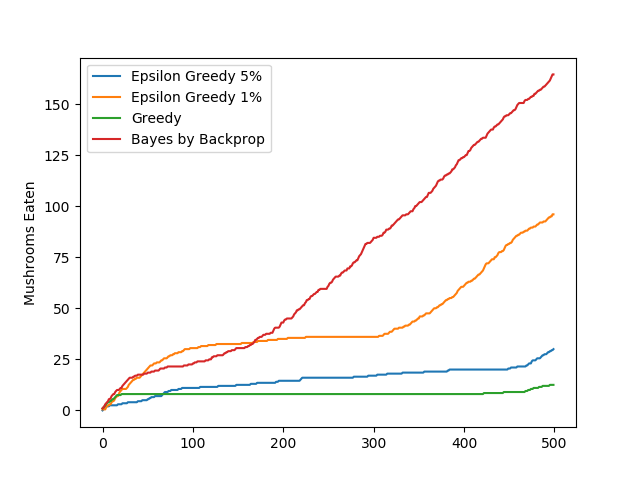 Epsilon Greedy 5%
Epsilon Greedy 1%
Greedy
Bayes by Backprop
Mushrooms Eaten
150
125
100
75
50
25
0
0 100 200 300 400 500